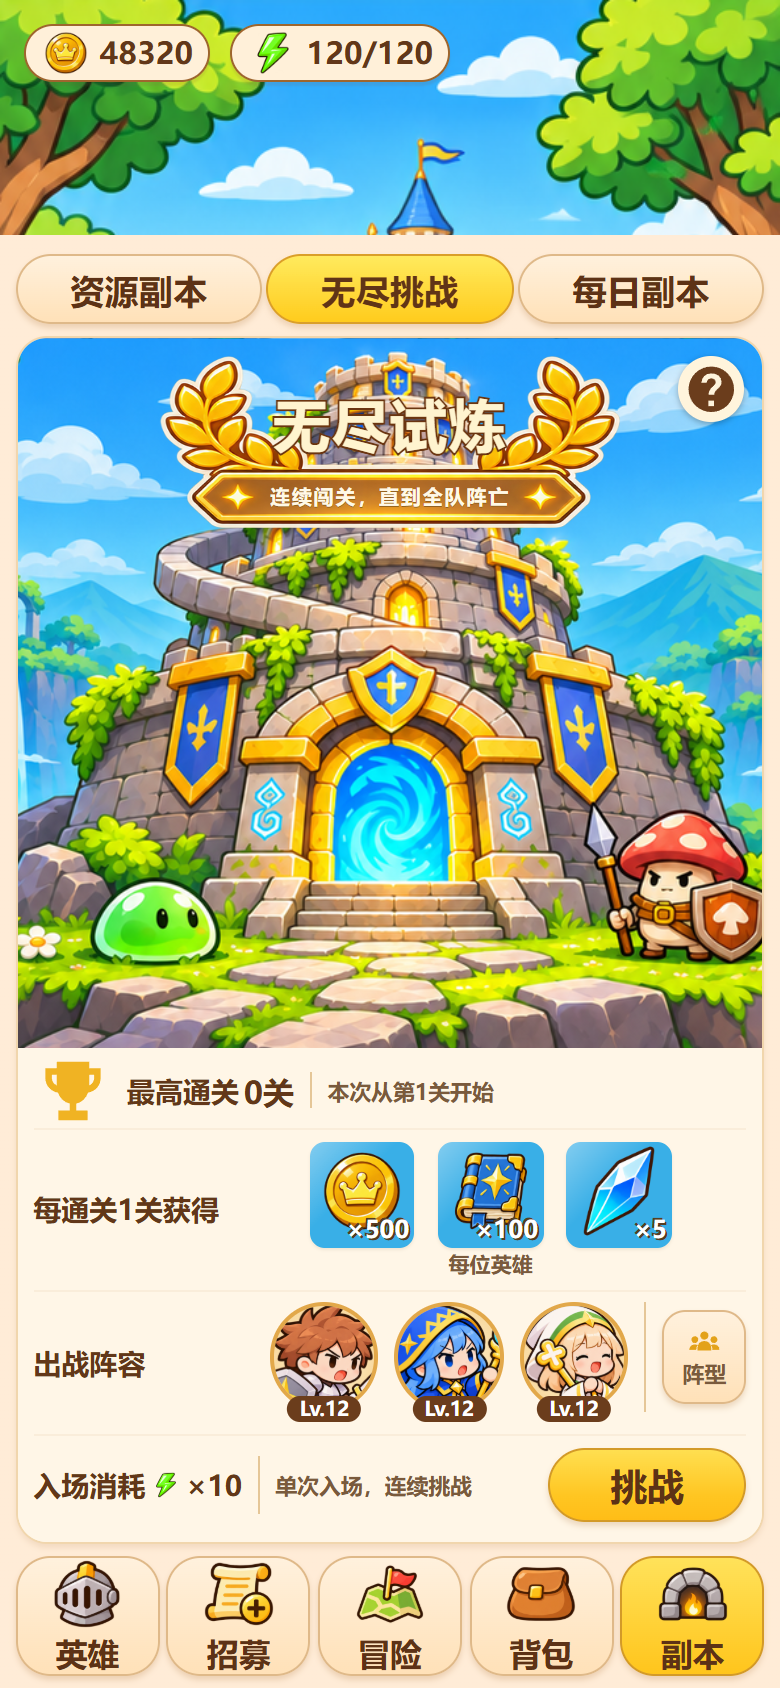 48320
120/120
资源副本
无尽挑战
每日副本
?
无尽试炼
连续闯关，直到全队阵亡
最高通关 0关
本次从第1关开始
每通关1关获得
×500
×100
×5
每位英雄
出战阵容
Lv.12
Lv.12
Lv.12
阵型
入场消耗 ×10
单次入场，连续挑战
挑战
英雄
招募
冒险
背包
副本